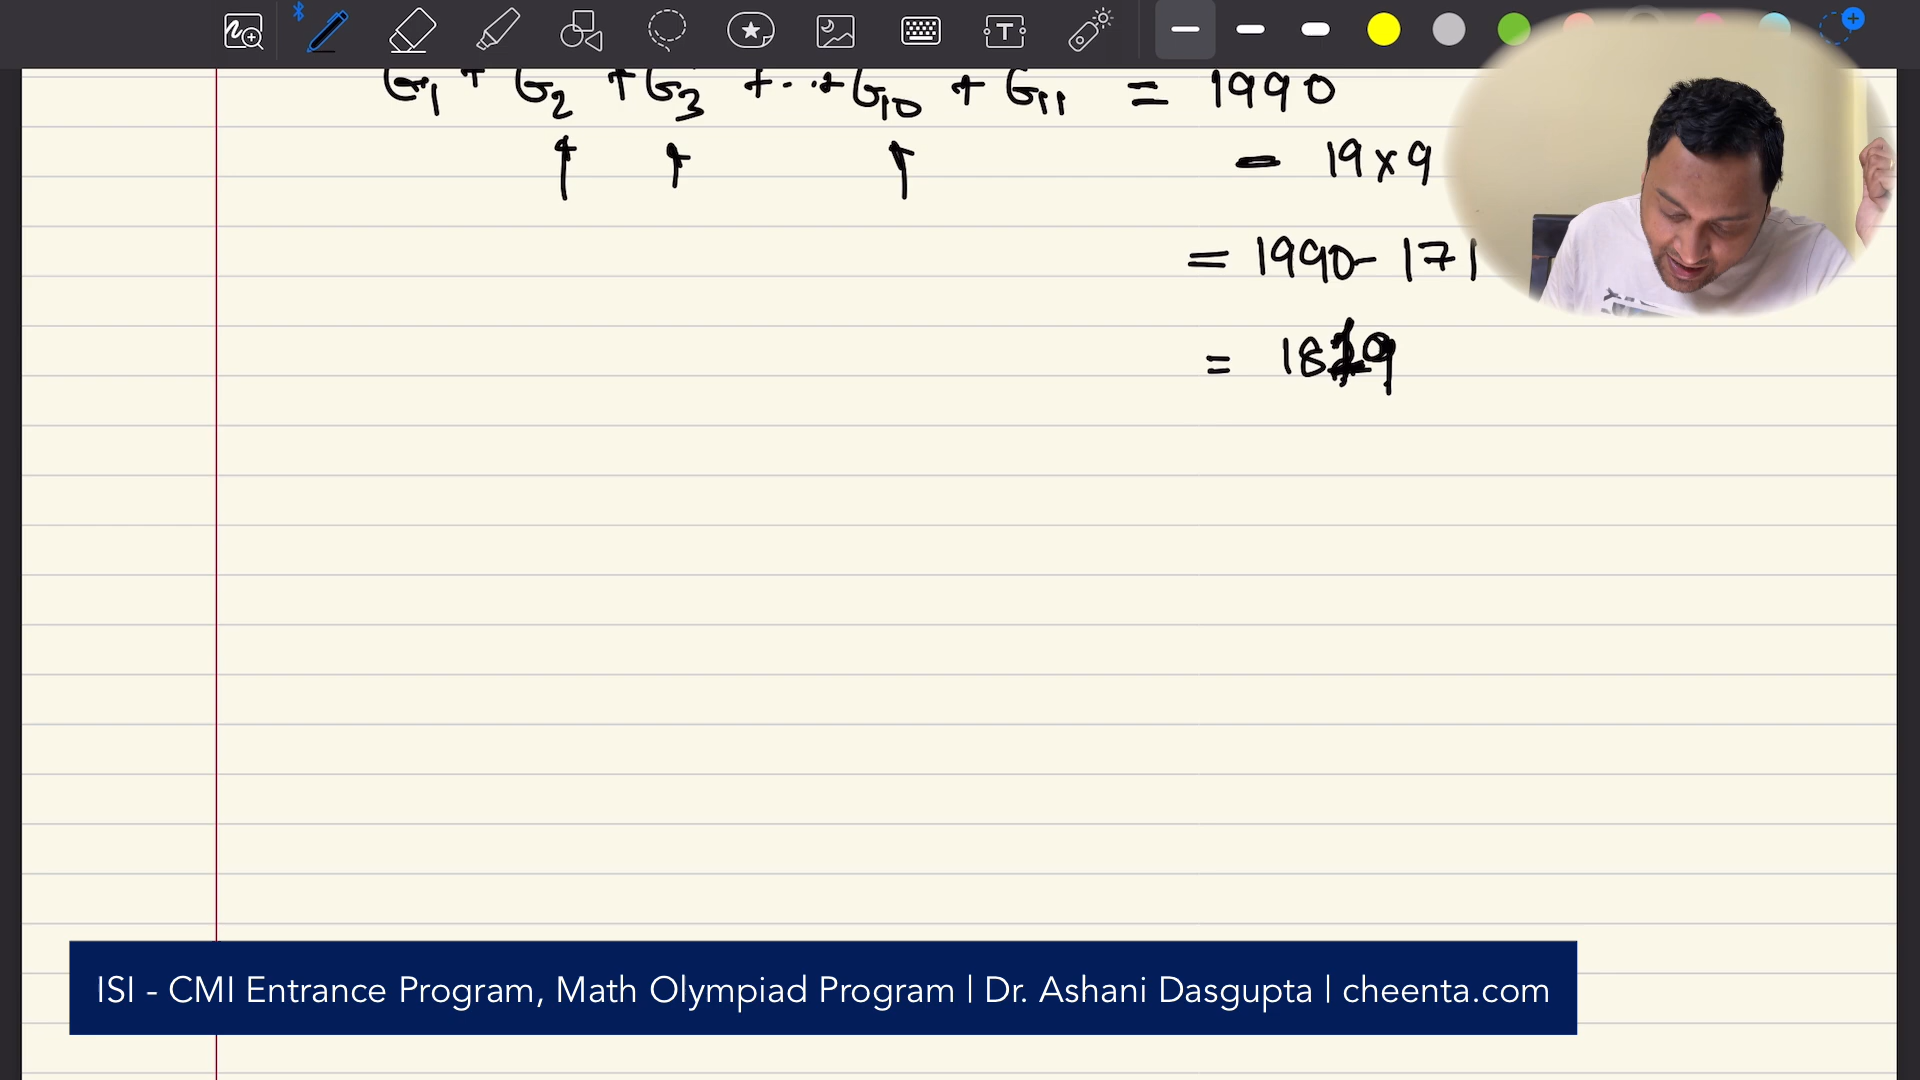 G₁ + G₂ + G₃ + ... + G₁₀ + G₁₁ = 1990
- 19 x 9
= 1990 - 171
= 1819
T
ISI - CMI Entrance Program, Math Olympiad Program | Dr. Ashani Dasgupta | cheenta.com